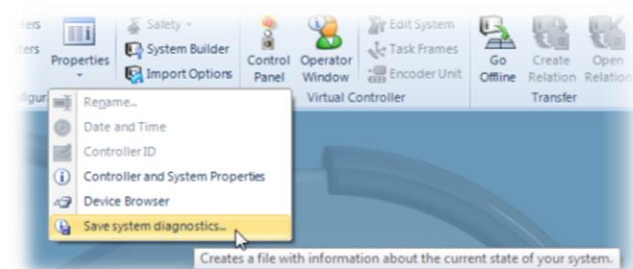 Safety
Edit System
System Builder
Task Frames
Properties
Control Panel
Operator Window
Go Offline
Create Relation
Open Relation
Import Options
Encoder Unit
Virtual Controller
Transfer
Rename...
Date and Time
Controller ID
Controller and System Properties
Device Browser
Save system diagnostics...
Creates a file with information about the current state of your system.